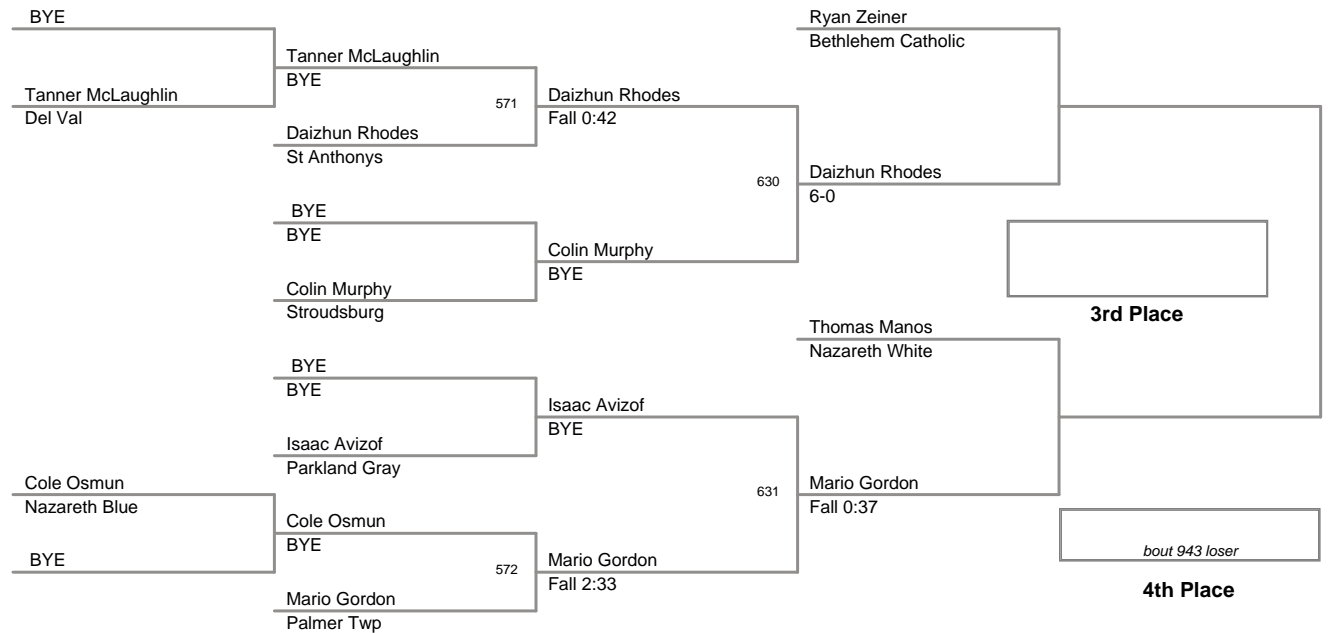 BYE
Tanner McLaughlin
Del Val
Cole Osmun
Nazareth Blue
BYE
Tanner McLaughlin
BYE
571
Daizhun Rhodes
St Anthonys
BYE
BYE
Colin Murphy
Stroudsburg
BYE
BYE
Isaac Avizof
Parkland Gray
Cole Osmun
BYE
572
Mario Gordon
Palmer Twp
Daizhun Rhodes
Fall 0:42
630
Colin Murphy
BYE
Isaac Avizof
BYE
631
Mario Gordon
Fall 2:33
Ryan Zeiner
Bethlehem Catholic
Daizhun Rhodes
6-0
Thomas Manos
Nazareth White
Mario Gordon
Fall 0:37
3rd Place
bout 943 loser
4th Place